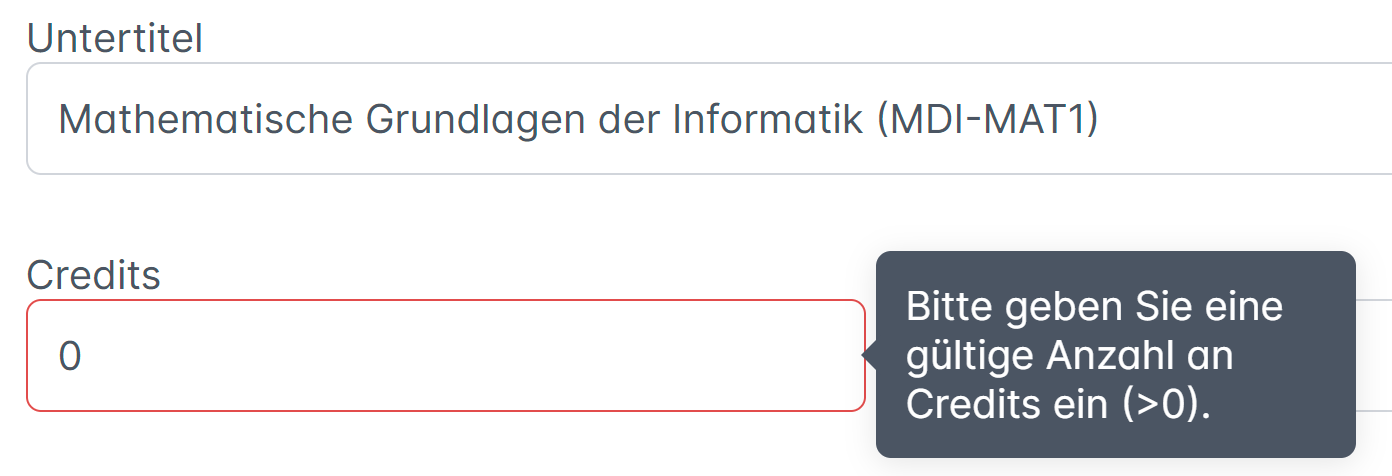 Untertitel
Mathematische Grundlagen der Informatik (MDI-MAT1)
Credits
0
Bitte geben Sie eine
gültige Anzahl an
Credits ein (>0).